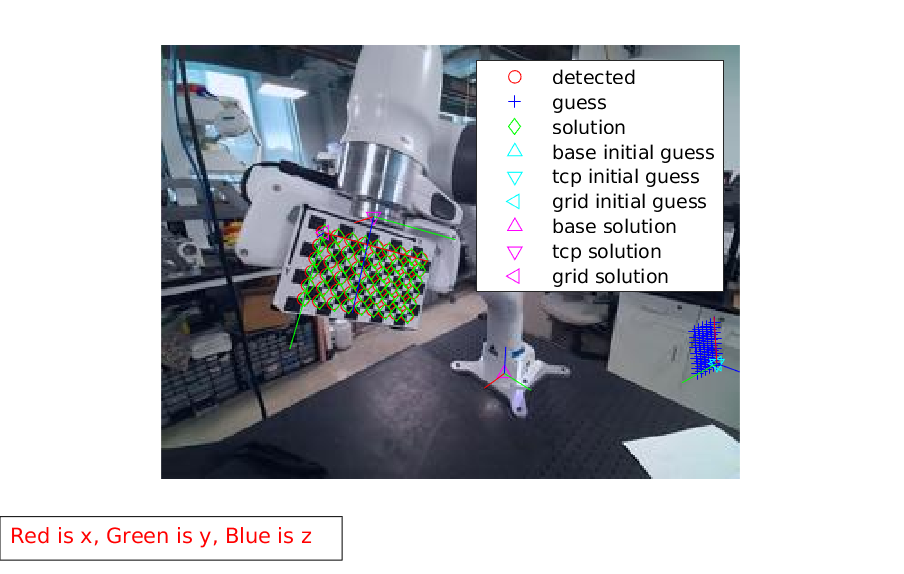 detected
guess
solution
base initial guess
tcp initial guess
grid initial guess
base solution
tcp solution
grid solution
Red is x, Green is y, Blue is z